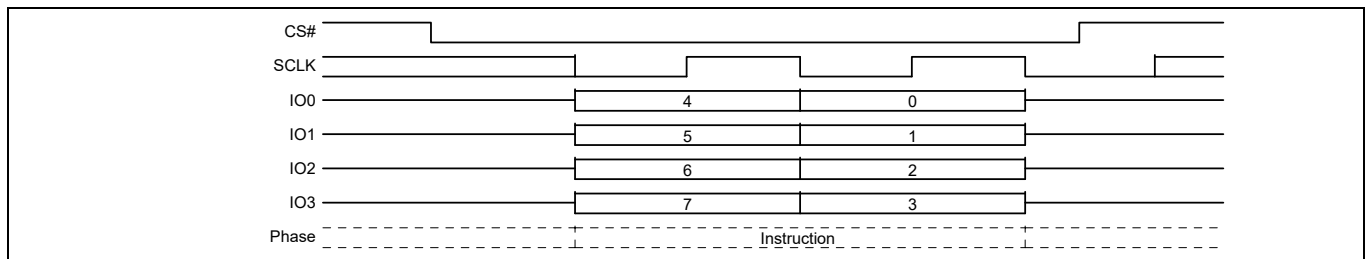 CS#
SCLK
IO0 4 0
IO1 5 1
IO2 6 2
IO3 7 3
Phase Instruction